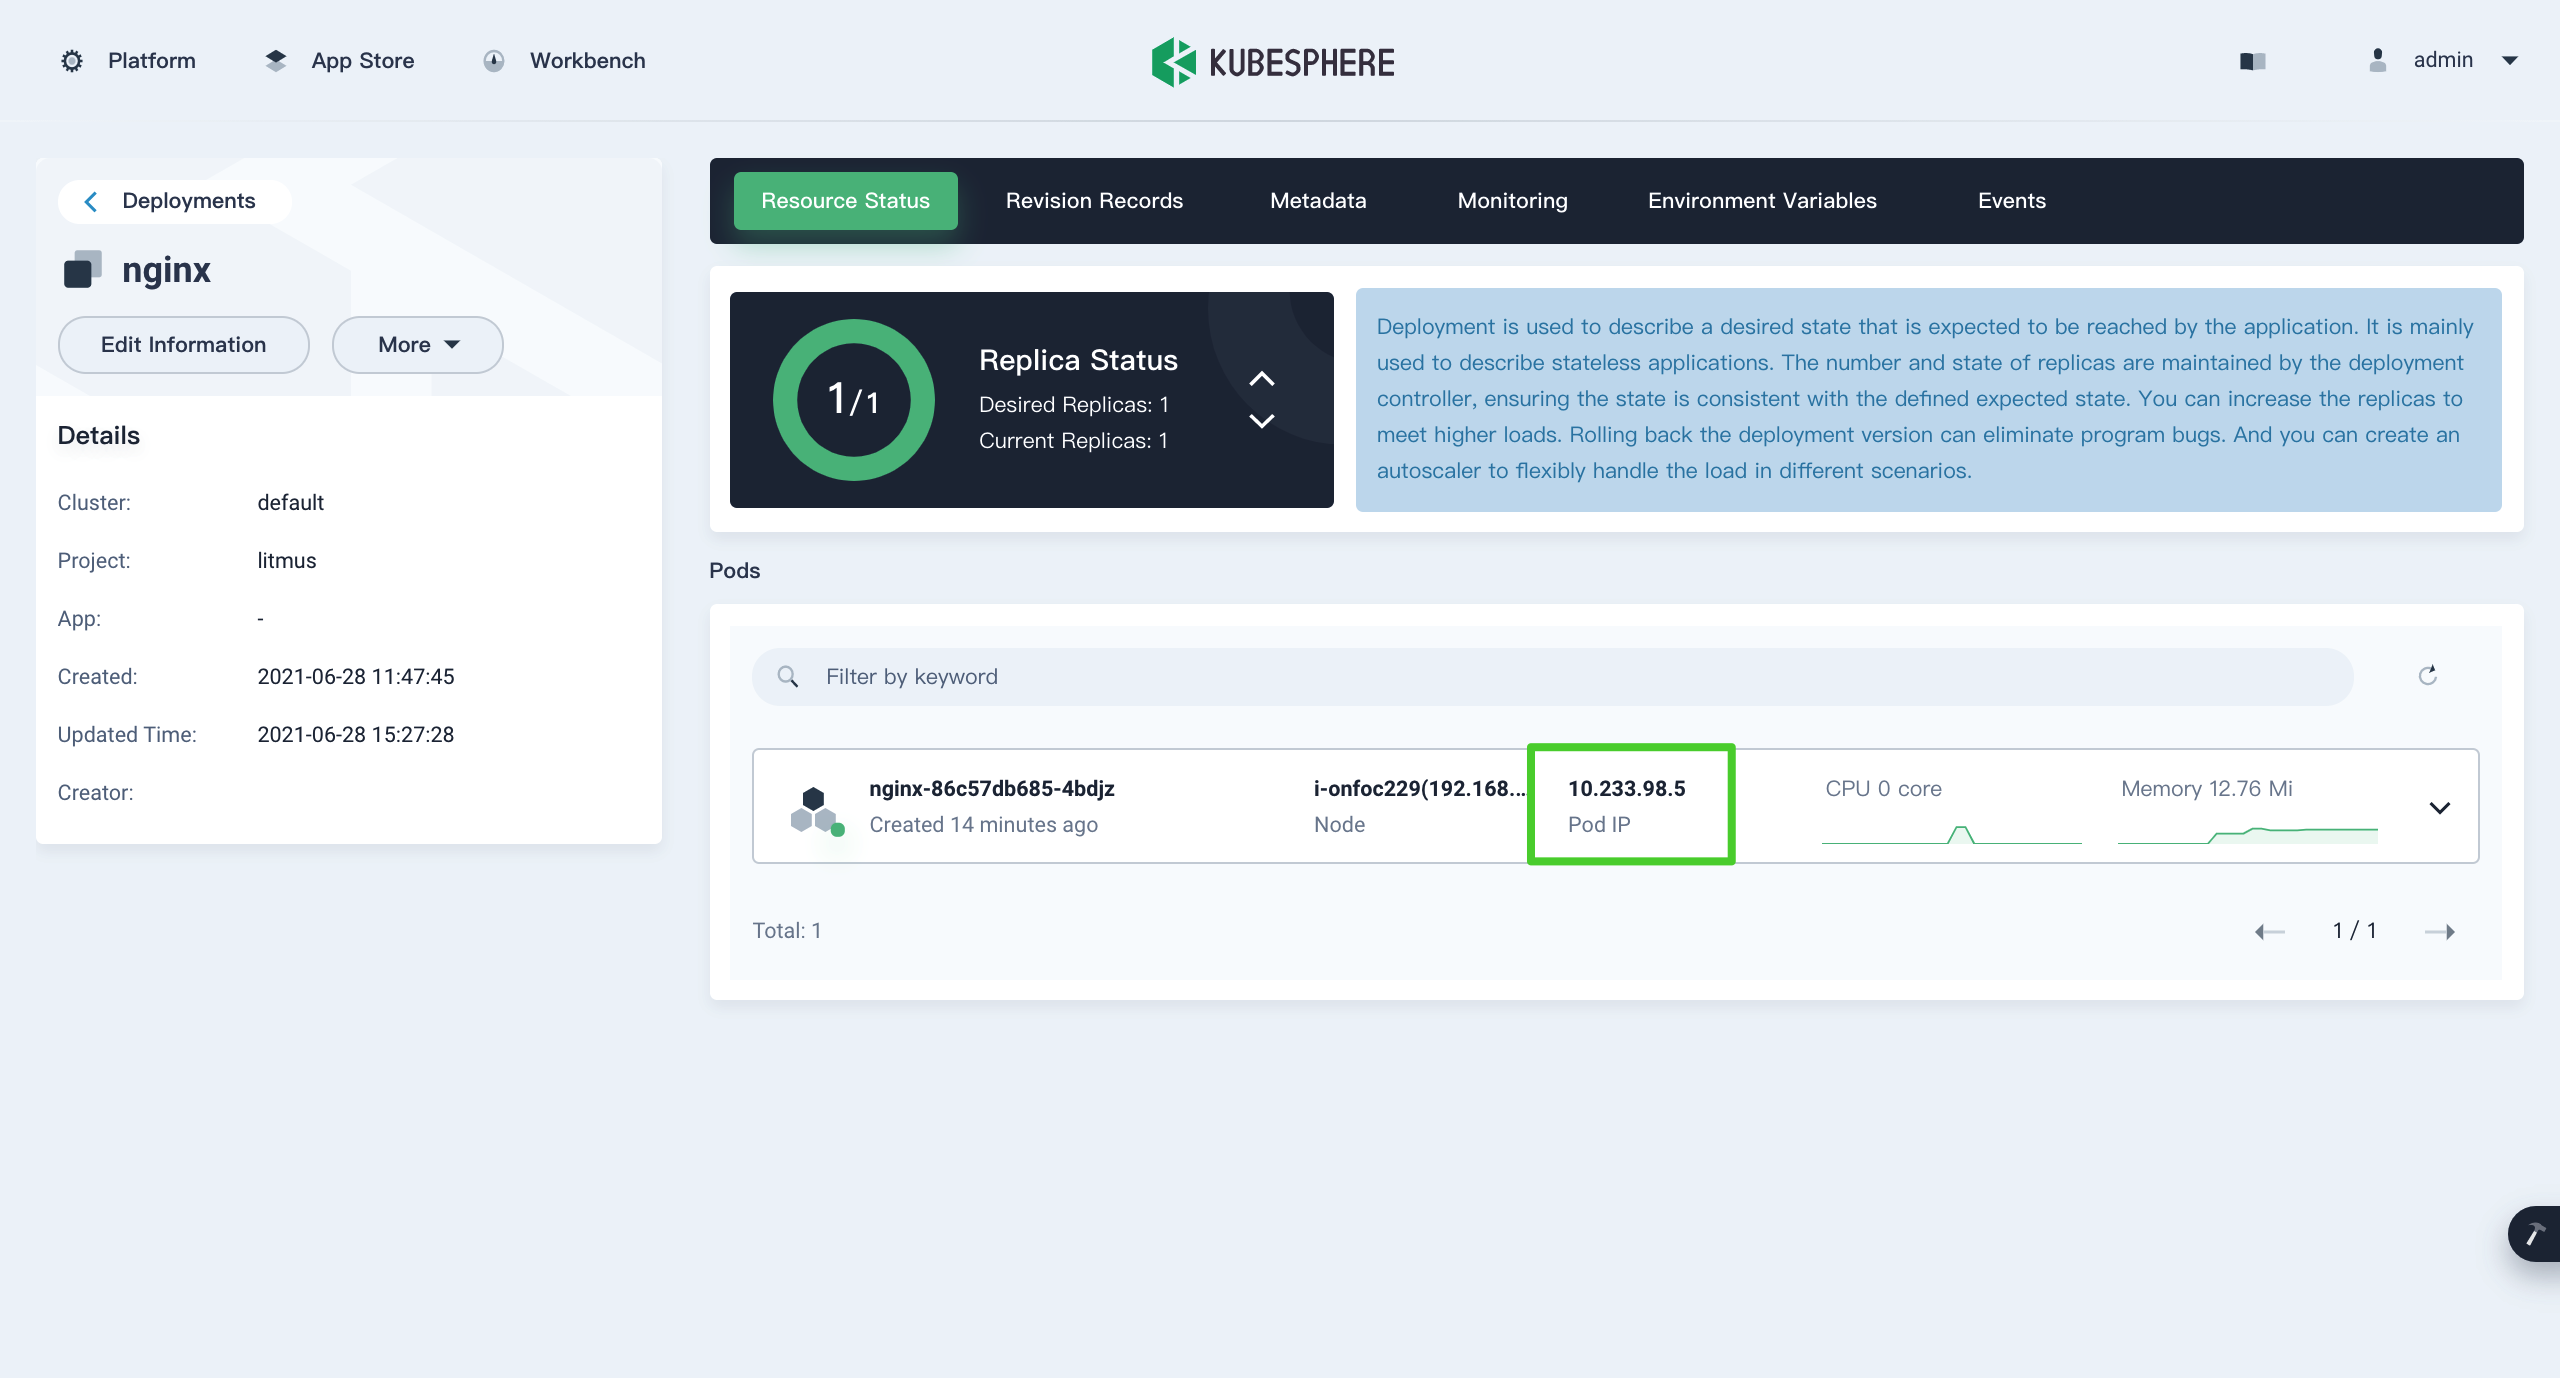 Platform
App Store
Workbench
KUBESPHERE
admin
Deployments
nginx
Edit Information
More
Details
Cluster: default
Project: litmus
App: -
Created: 2021-06-28 11:47:45
Updated Time: 2021-06-28 15:27:28
Creator:
Resource Status
Revision Records
Metadata
Monitoring
Environment Variables
Events
1/1
Replica Status
Desired Replicas: 1
Current Replicas: 1
Deployment is used to describe a desired state that is expected to be reached by the application. It is mainly
used to describe stateless applications. The number and state of replicas are maintained by the deployment
controller, ensuring the state is consistent with the defined expected state. You can increase the replicas to
meet higher loads. Rolling back the deployment version can eliminate program bugs. And you can create an
autoscaler to flexibly handle the load in different scenarios.
Pods
Filter by keyword
nginx-86c57db685-4bdjz
Created 14 minutes ago
i-onfoc229(192.168...
Node
10.233.98.5
Pod IP
CPU 0 core
Memory 12.76 Mi
Total: 1
1 / 1